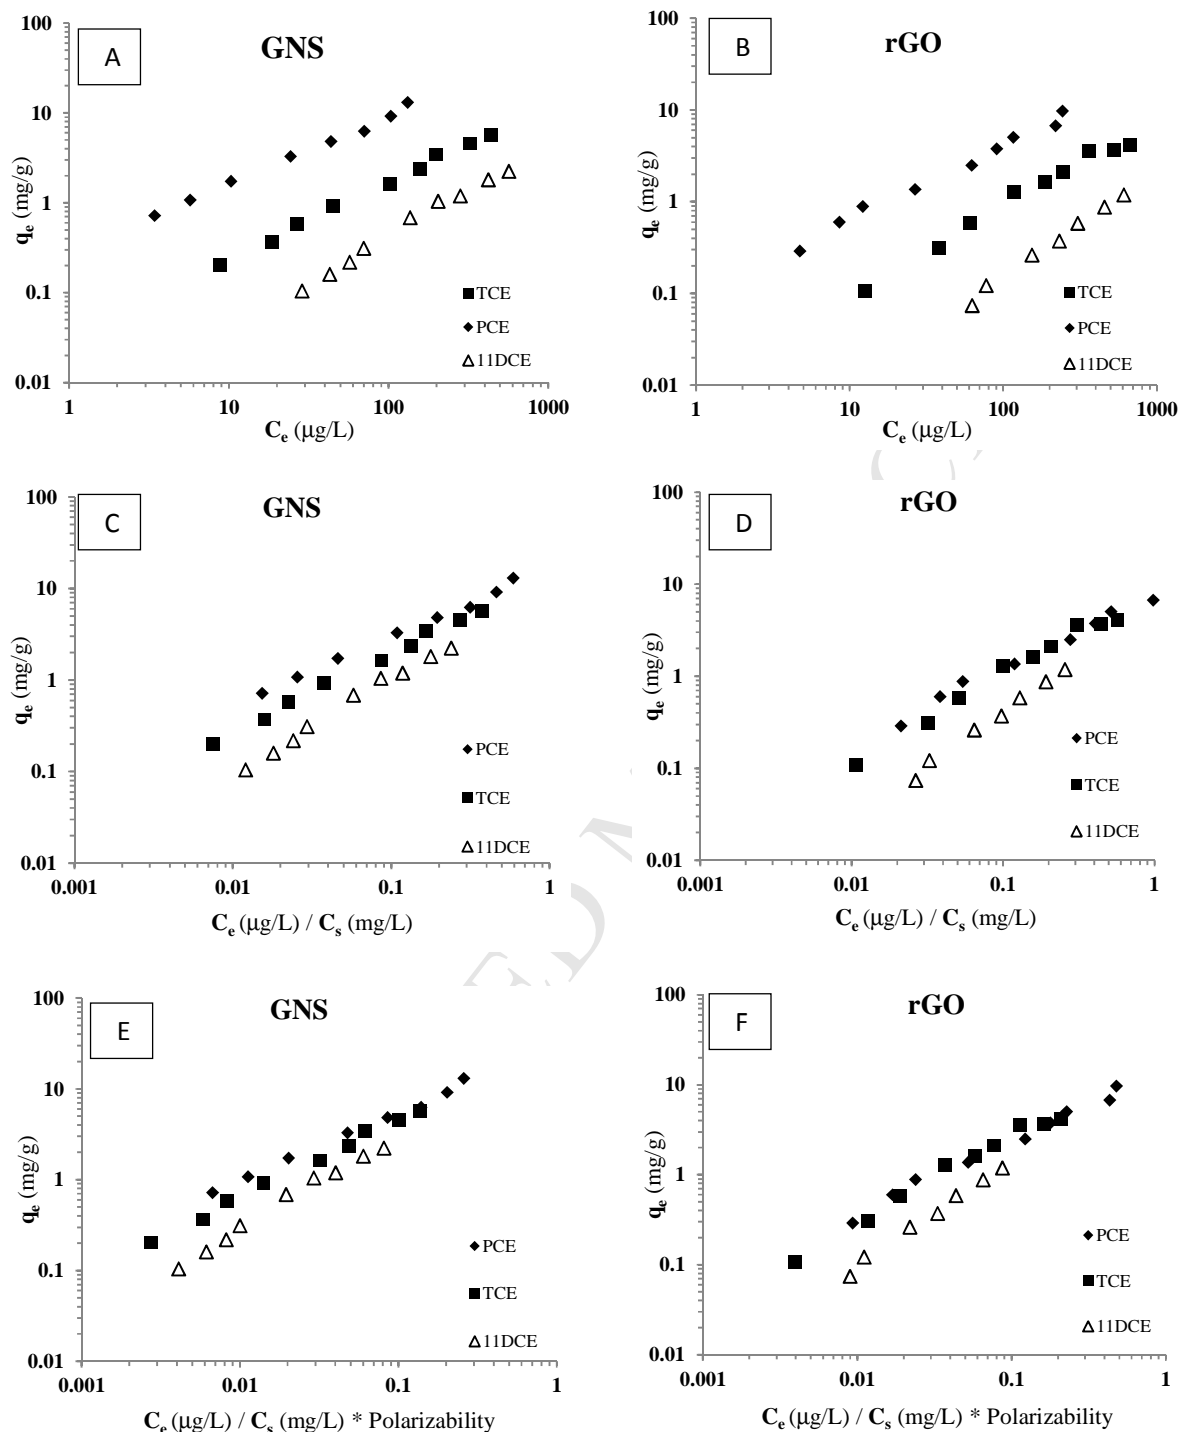 A
GNS
100
10
1
0.1
0.01
qe (mg/g)
TCE
PCE
11DCE
1
10
100
1000
Ce (µg/L)
B
rGO
100
10
1
0.1
0.01
qe (mg/g)
TCE
PCE
11DCE
1
10
100
1000
Ce (µg/L)
C
GNS
100
10
1
0.1
0.01
qe (mg/g)
PCE
TCE
11DCE
0.001
0.01
0.1
1
Ce (µg/L) / Cs (mg/L)
D
rGO
100
10
1
0.1
0.01
qe (mg/g)
PCE
TCE
11DCE
0.001
0.01
0.1
1
Ce (µg/L) / Cs (mg/L)
E
GNS
100
10
1
0.1
0.01
qe (mg/g)
PCE
TCE
11DCE
0.001
0.01
0.1
1
Ce (µg/L) / Cs (mg/L) * Polarizability
F
rGO
100
10
1
0.1
0.01
qe (mg/g)
PCE
TCE
11DCE
0.001
0.01
0.1
1
Ce (µg/L) / Cs (mg/L) * Polarizability